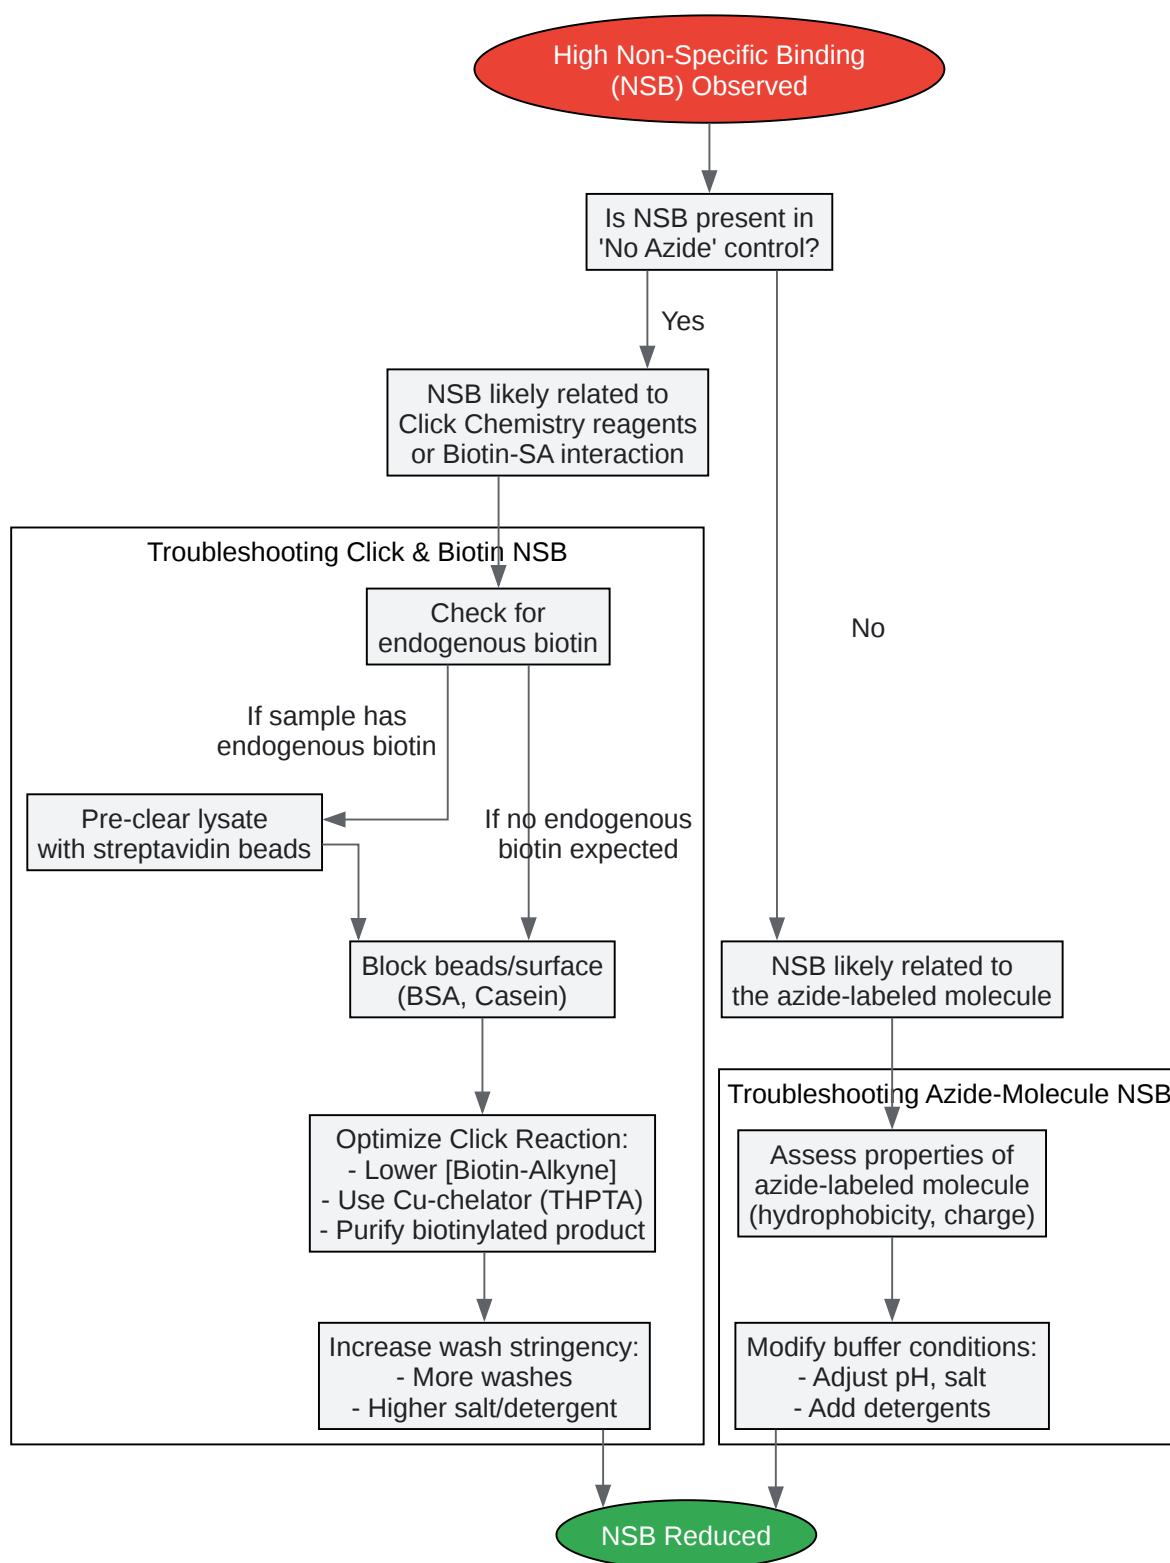 High Non-Specific Binding
(NSB) Observed
Is NSB present in
'No Azide' control?
Yes
NSB likely related to
Click Chemistry reagents
or Biotin-SA interaction
Troubleshooting Click & Biotin NSB
Check for
endogenous biotin
No
If sample has
endogenous biotin
Pre-clear lysate
with streptavidin beads
If no endogenous
biotin expected
Block beads/surface
(BSA, Casein)
NSB likely related to
the azide-labeled molecule
Troubleshooting Azide-Molecule NSB
Optimize Click Reaction:
- Lower [Biotin-Alkyne]
- Use Cu-chelator (THPTA)
- Purify biotinylated product
Assess properties of
azide-labeled molecule
(hydrophobicity, charge)
Increase wash stringency:
- More washes
- Higher salt/detergent
Modify buffer conditions:
- Adjust pH, salt
- Add detergents
NSB Reduced